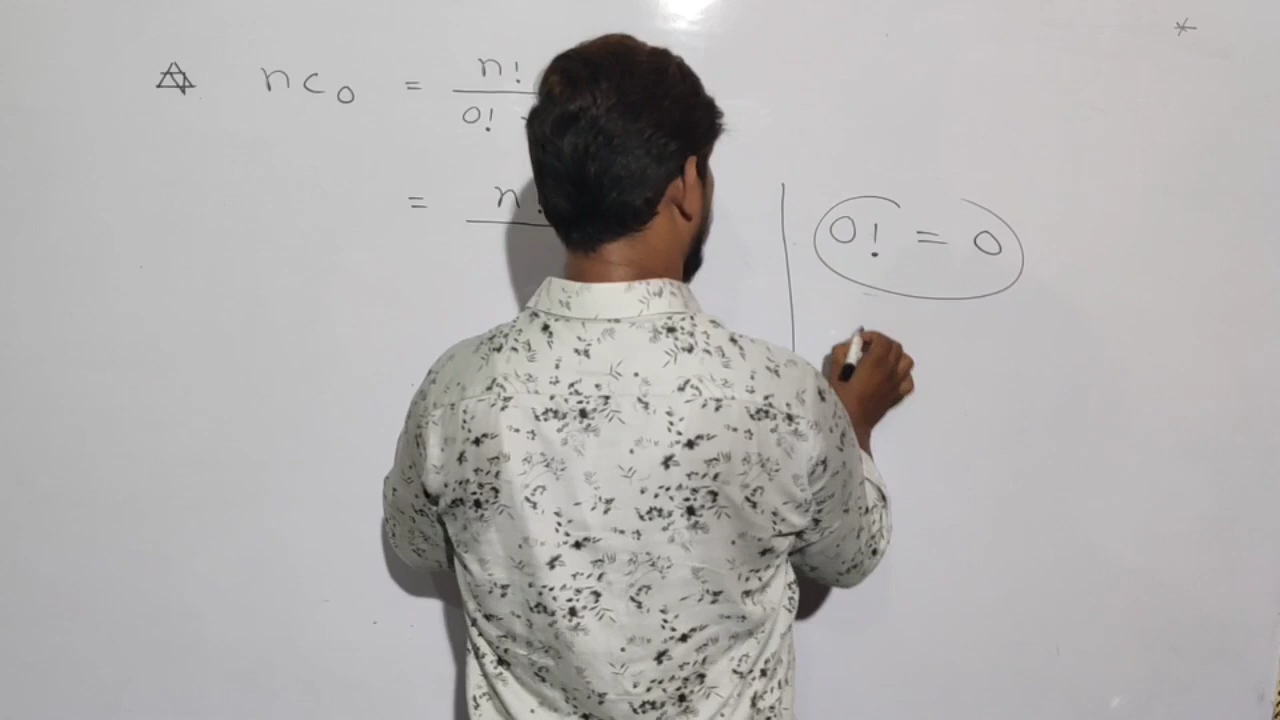 nC₀ = n! / 0!
= n!
0! = 0
*